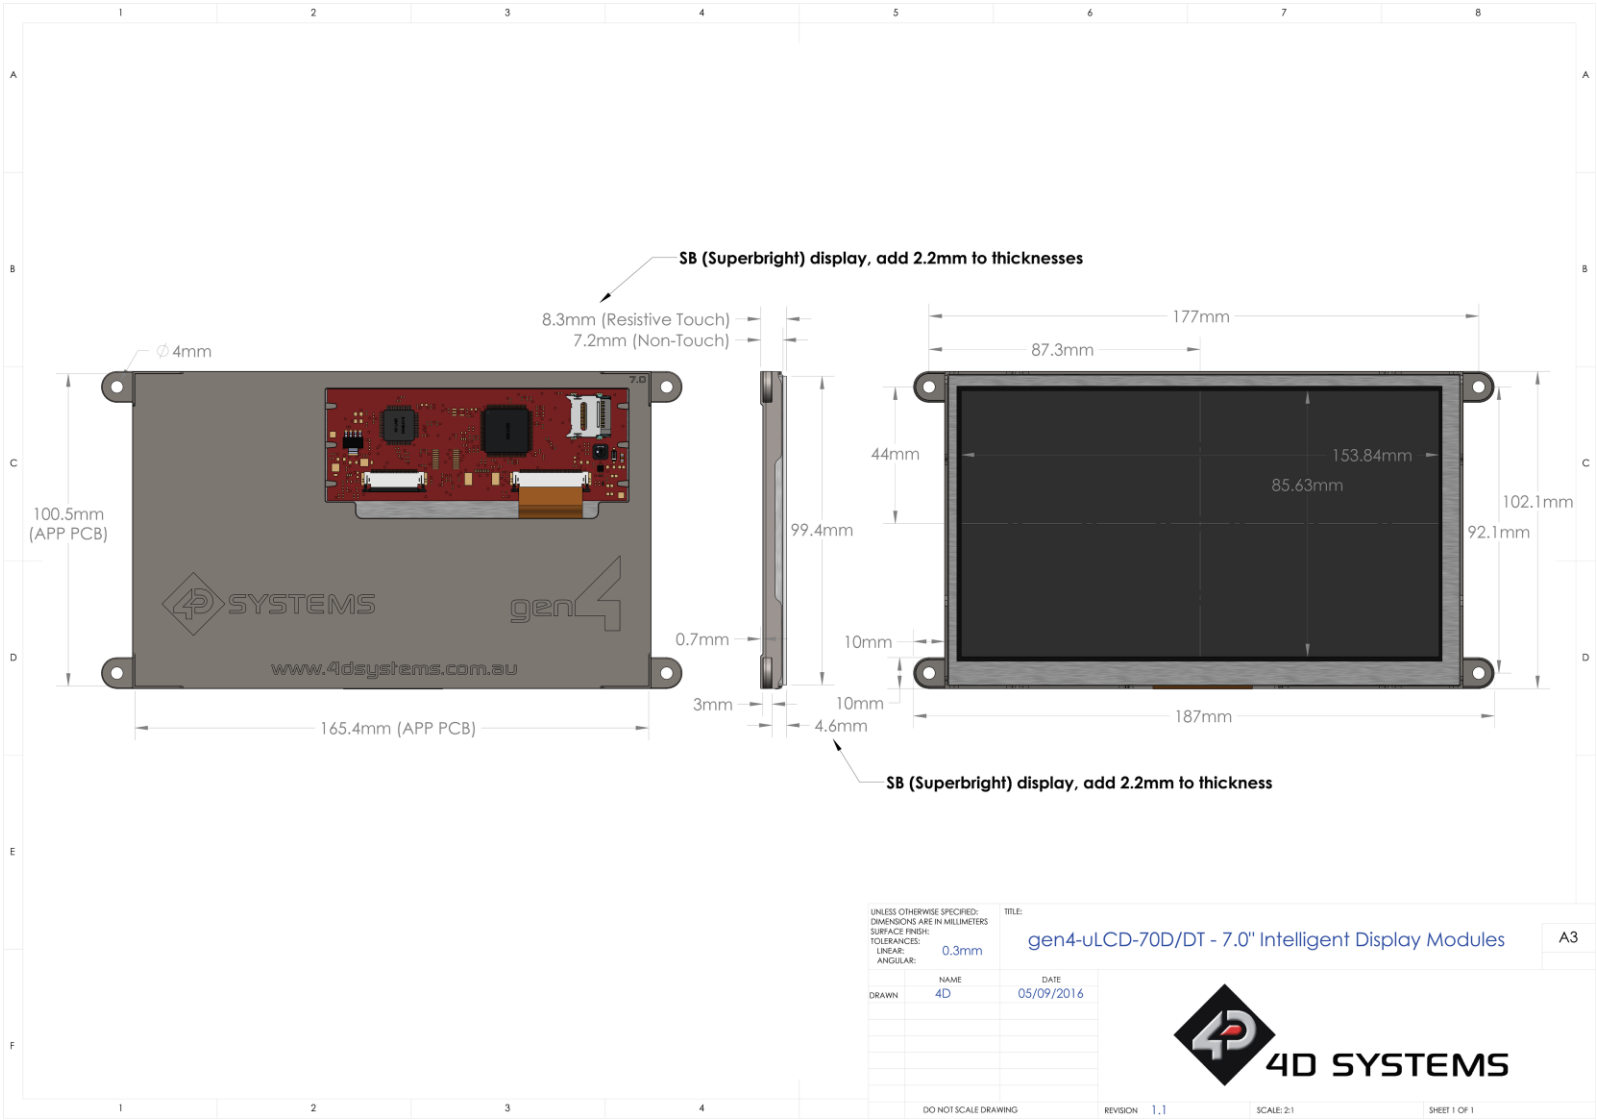 1 2 3 4 5 6 7 8
A A
B B
SB (Superbright) display, add 2.2mm to thicknesses
8.3mm (Resistive Touch)
7.2mm (Non-Touch)
177mm
87.3mm
Ø 4mm
7.0
44mm
153.84mm
85.63mm
C C
100.5mm
(APP PCB)
99.4mm
102.1mm
92.1mm
4D SYSTEMS
gen4
www.4dsystems.com.au
0.7mm
10mm
D D
3mm
10mm
4.6mm
187mm
165.4mm (APP PCB)
SB (Superbright) display, add 2.2mm to thickness
E
F
UNLESS OTHERWISE SPECIFIED:
DIMENSIONS ARE IN MILLIMETERS
SURFACE FINISH:
TOLERANCES:
LINEAR: 0.3mm
ANGULAR:
TITLE:
gen4-uLCD-70D/DT - 7.0" Intelligent Display Modules
A3
NAME DATE
DRAWN 4D 05/09/2016
4D SYSTEMS
DO NOT SCALE DRAWING
REVISION 1.1
SCALE: 2:1
SHEET 1 OF 1
1 2 3 4